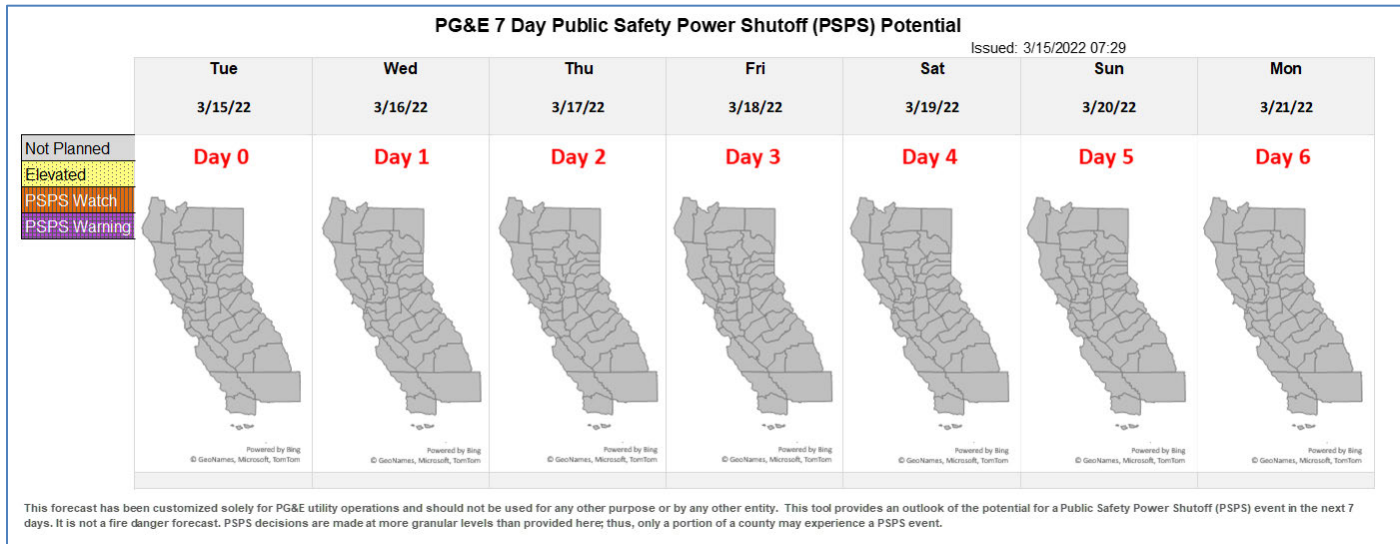 PG&E 7 Day Public Safety Power Shutoff (PSPS) Potential
Issued: 3/15/2022 07:29
Tue Wed Thu Fri Sat Sun Mon
3/15/22 3/16/22 3/17/22 3/18/22 3/19/22 3/20/22 3/21/22
Not Planned
Elevated
PSPS Watch
PSPS Warning
Day 0 Day 1 Day 2 Day 3 Day 4 Day 5 Day 6
Powered by Bing Powered by Bing Powered by Bing Powered by Bing Powered by Bing Powered by Bing Powered by Bing
© GeoNames, Microsoft, TomTom © GeoNames, Microsoft, TomTom © GeoNames, Microsoft, TomTom © GeoNames, Microsoft, TomTom © GeoNames, Microsoft, TomTom © GeoNames, Microsoft, TomTom © GeoNames, Microsoft, TomTom
This forecast has been customized solely for PG&E utility operations and should not be used for any other purpose or by any other entity. This tool provides an outlook of the potential for a Public Safety Power Shutoff (PSPS) event in the next 7
days. It is not a fire danger forecast. PSPS decisions are made at more granular levels than provided here; thus, only a portion of a county may experience a PSPS event.